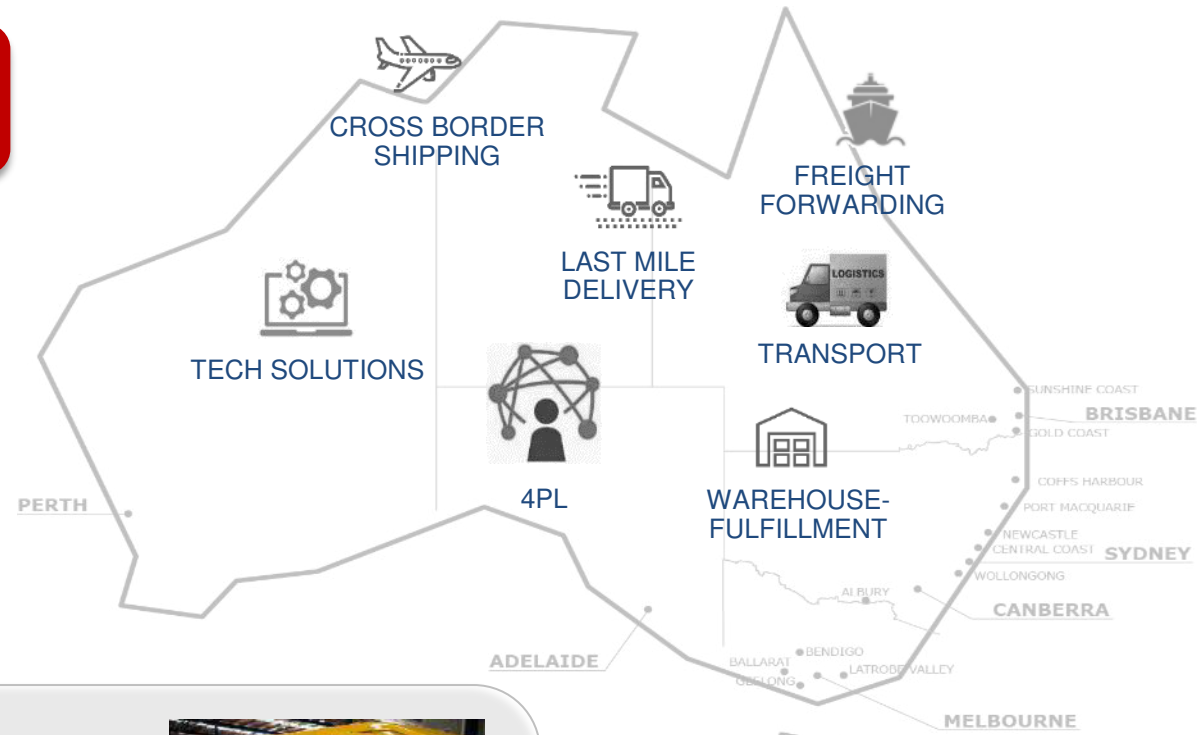 CROSS BORDER
SHIPPING
FREIGHT
FORWARDING
LAST MILE
DELIVERY
LOGISTICS
TECH SOLUTIONS
TRANSPORT
SUNSHINE COAST
TOOWOOMBA
BRISBANE
GOLD COAST
4PL
WAREHOUSE-
FULFILLMENT
COFFS HARBOUR
PERTH
PORT MACQUARIE
NEWCASTLE
CENTRAL COAST
SYDNEY
WOLLONGONG
ALBURY
CANBERRA
ADELAIDE
BENDIGO
BALLARAT
LATROBE VALLEY
GEELONG
MELBOURNE